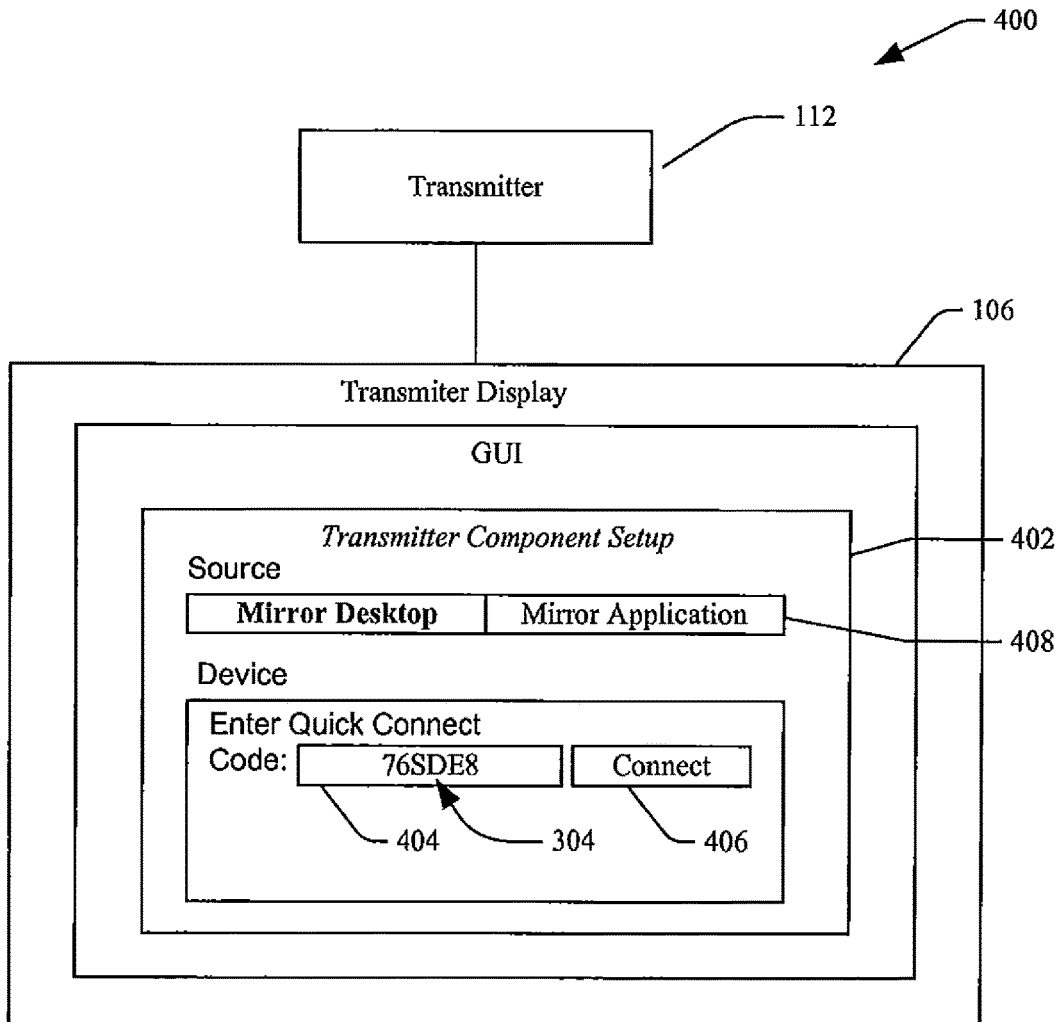 400
112
Transmitter
106
Transmiter Display
GUI
Transmitter Component Setup
402
Source
Mirror Desktop Mirror Application
408
Device
Enter Quick Connect
Code: 76SDE8 Connect
404 304 406